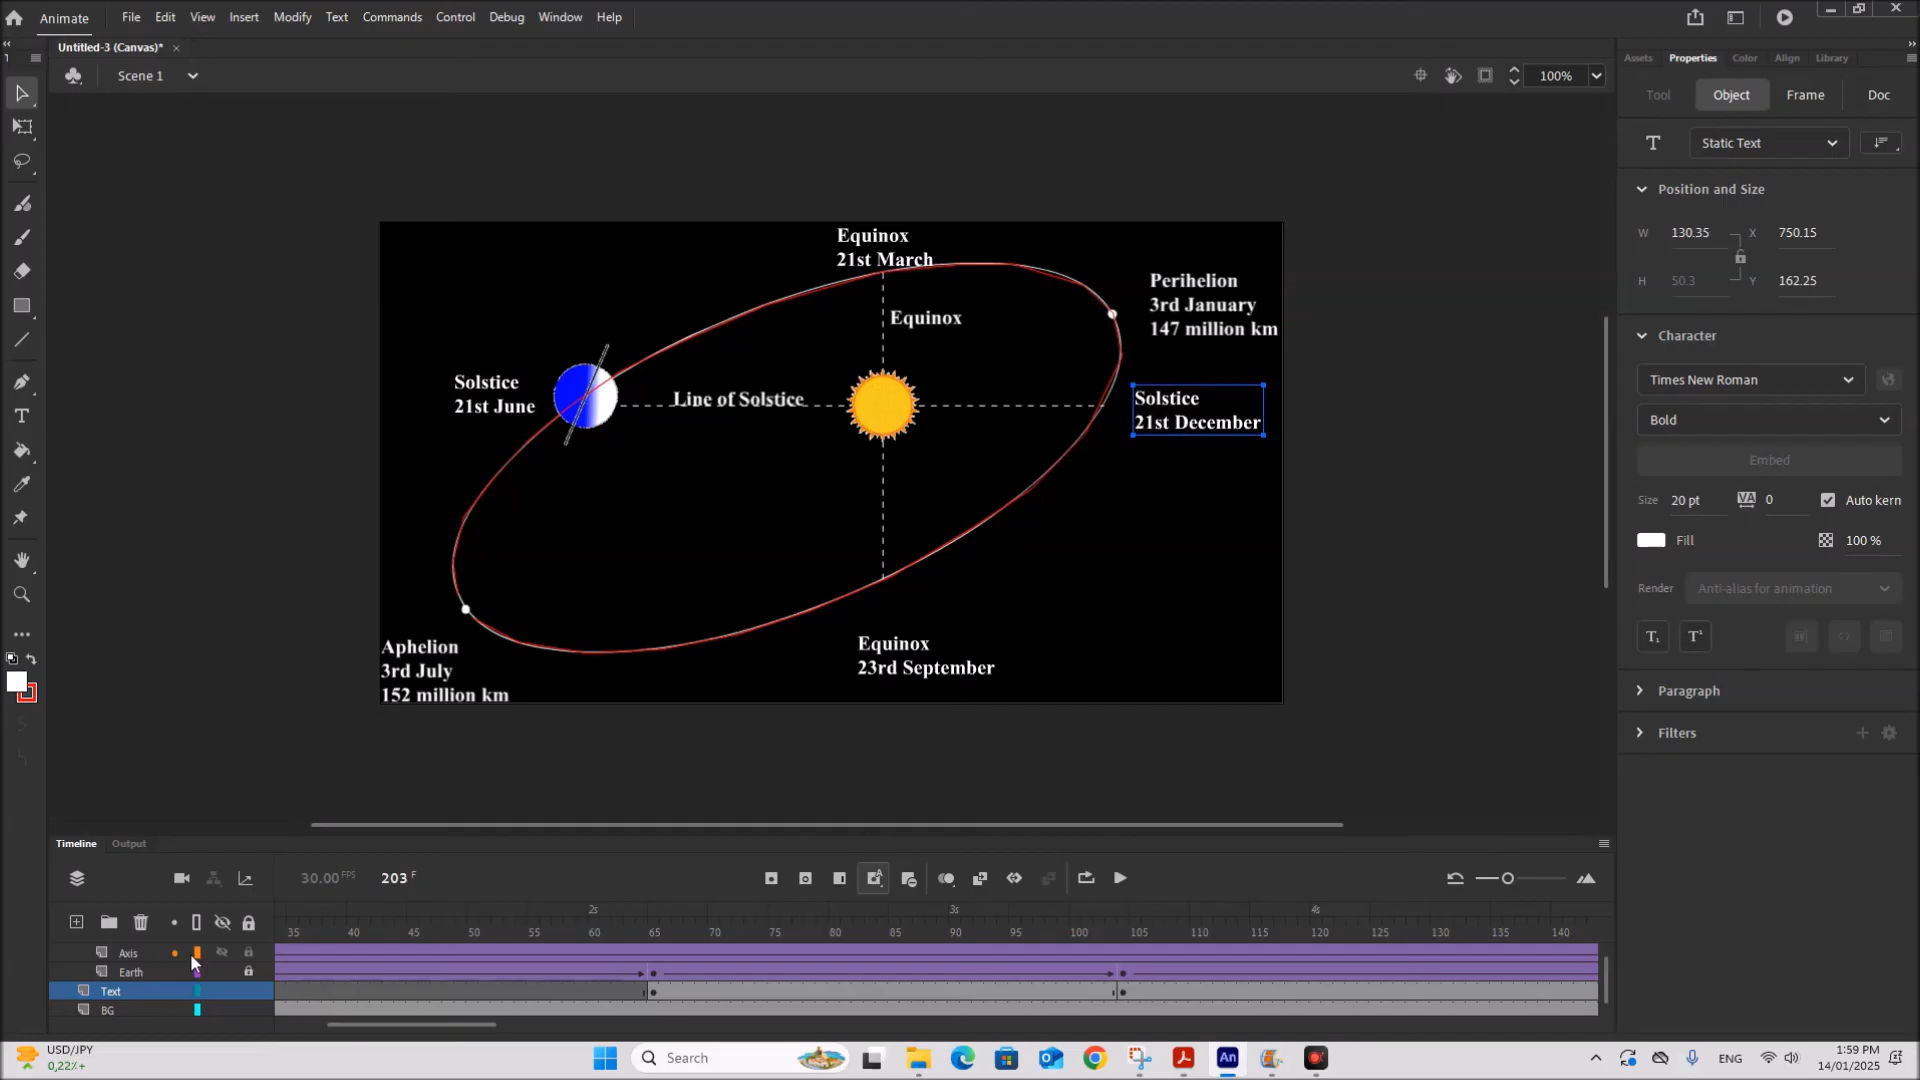 Animate
File Edit View Insert Modify Text Commands Control Debug Window Help
Untitled-3 (Canvas)*
Scene 1
100%
Assets Properties Color Align Library
Tool Object Frame Doc
T Static Text
Position and Size
W 130.35 X 750.15
H 50.3 Y 162.25
Character
Times New Roman
Bold
Embed
Size 20 pt VA 0 Auto kern
Fill 100 %
Render Anti-alias for animation
T₁ T¹
Paragraph
Filters
Equinox
21st March
Perihelion
3rd January
147 million km
Equinox
Solstice
21st June
Line of Solstice
Solstice
21st December
Aphelion
3rd July
152 million km
Equinox
23rd September
Timeline Output
30.00 FPS 203 F
2s 3s 4s
35 40 45 50 55 60 65 70 75 80 85 90 95 100 105 110 115 120 125 130 135 140
Axis
Earth
Text
BG
USD/JPY
0,22%+
Search
An
ENG
1:59 PM
14/01/2025